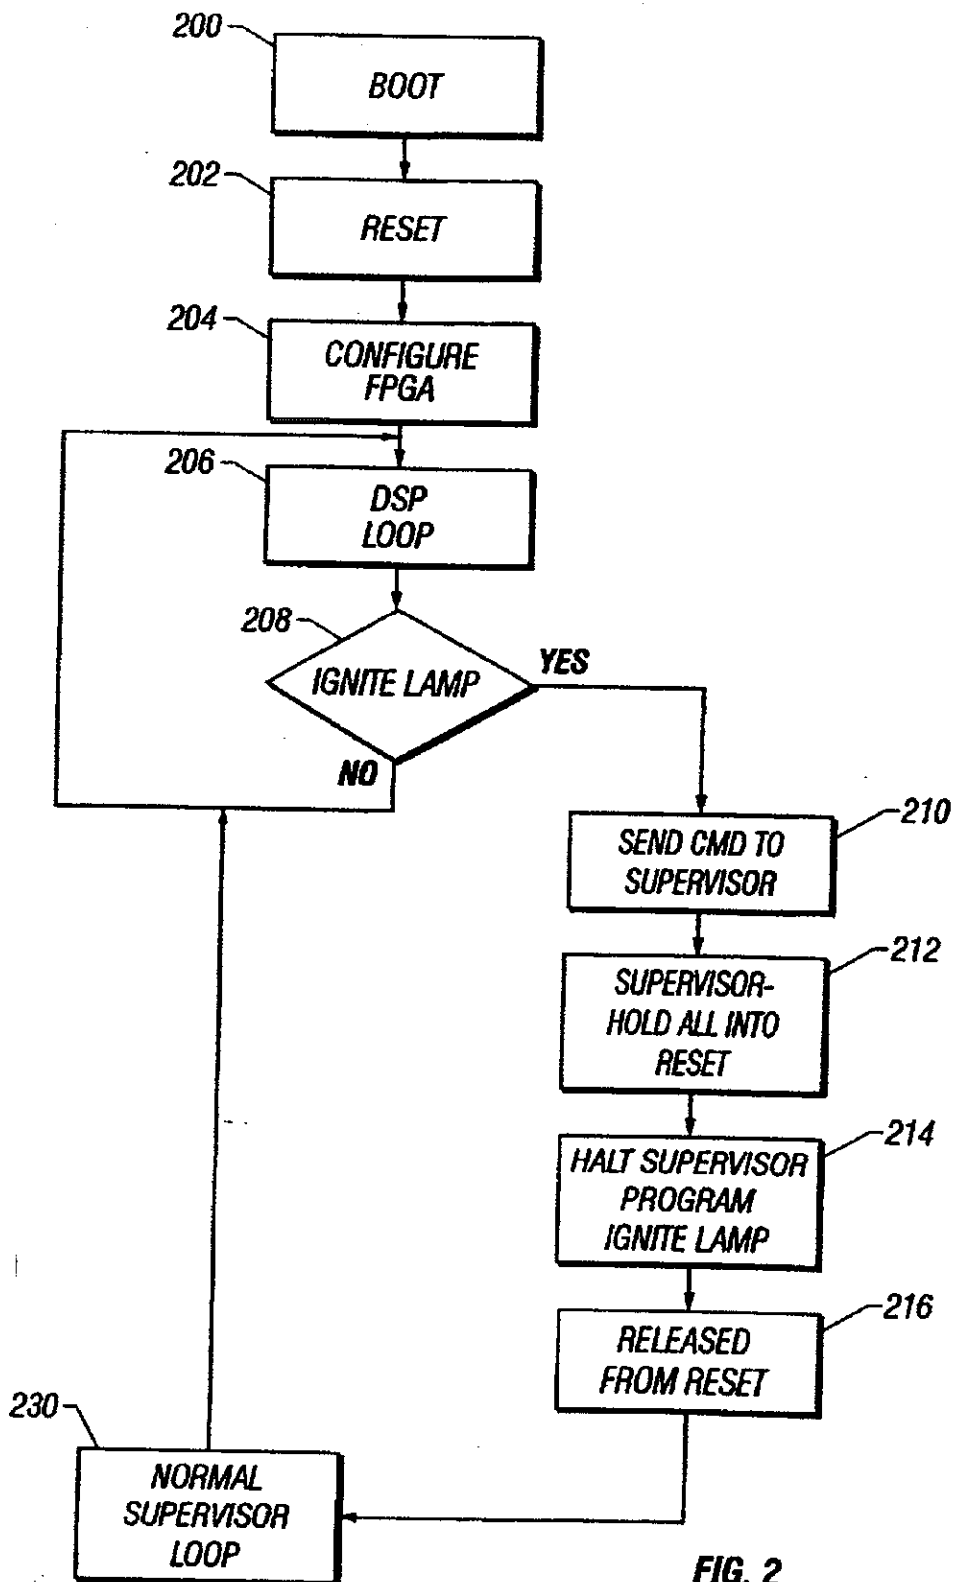 200
BOOT
202
RESET
204
CONFIGURE
FPGA
206
DSP
LOOP
208
IGNITE LAMP
YES
NO
210
SEND CMD TO
SUPERVISOR
212
SUPERVISOR-
HOLD ALL INTO
RESET
214
HALT SUPERVISOR
PROGRAM
IGNITE LAMP
216
RELEASED
FROM RESET
230
NORMAL
SUPERVISOR
LOOP
FIG. 2